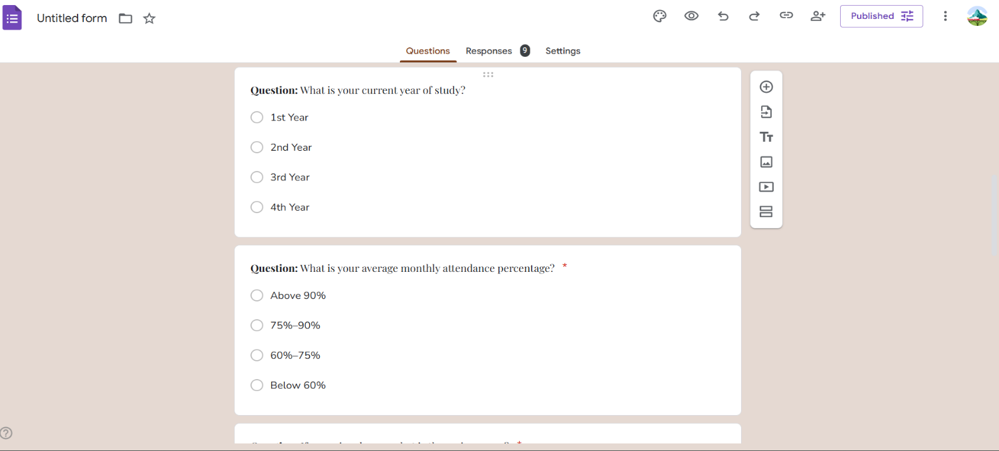 Untitled form
Published
Questions
Responses 9
Settings
Question: What is your current year of study?
1st Year
2nd Year
3rd Year
4th Year
Question: What is your average monthly attendance percentage? *
Above 90%
75%–90%
60%–75%
Below 60%